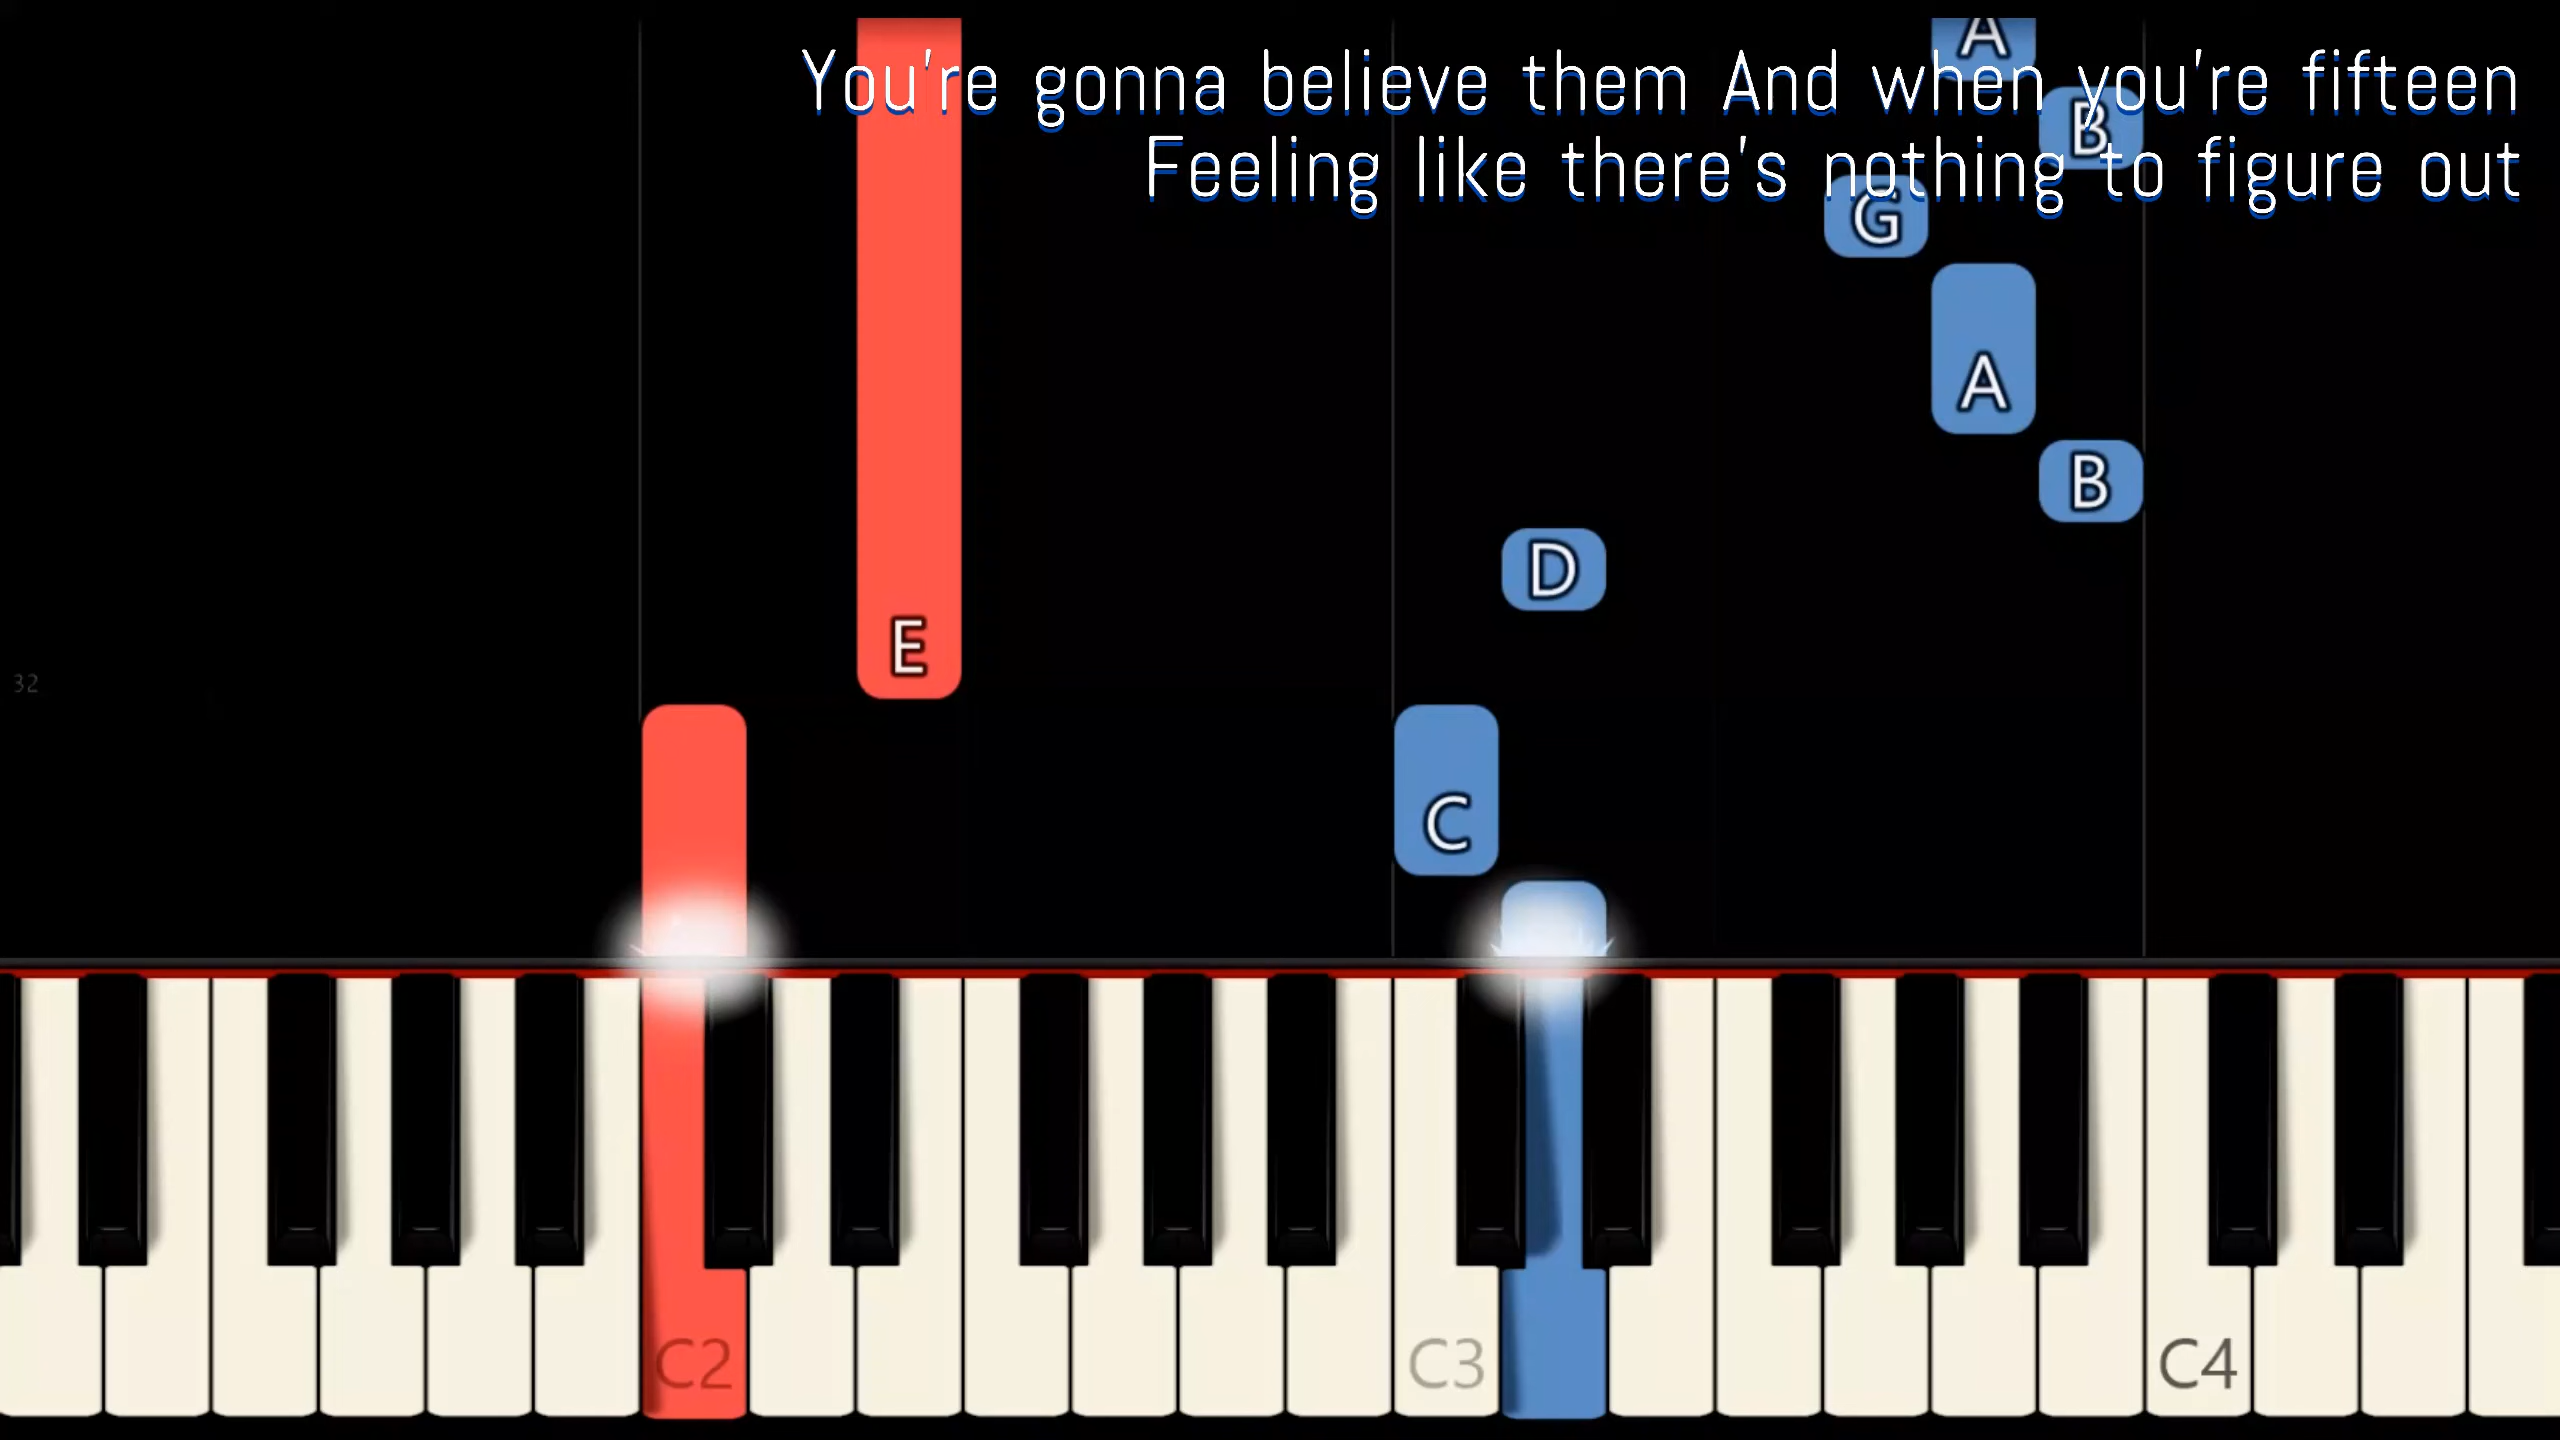 A
You're gonna believe them And when you're fifteen
B
Feeling like there's nothing to figure out
G
A
B
D
E
32
C
C2 C3 C4